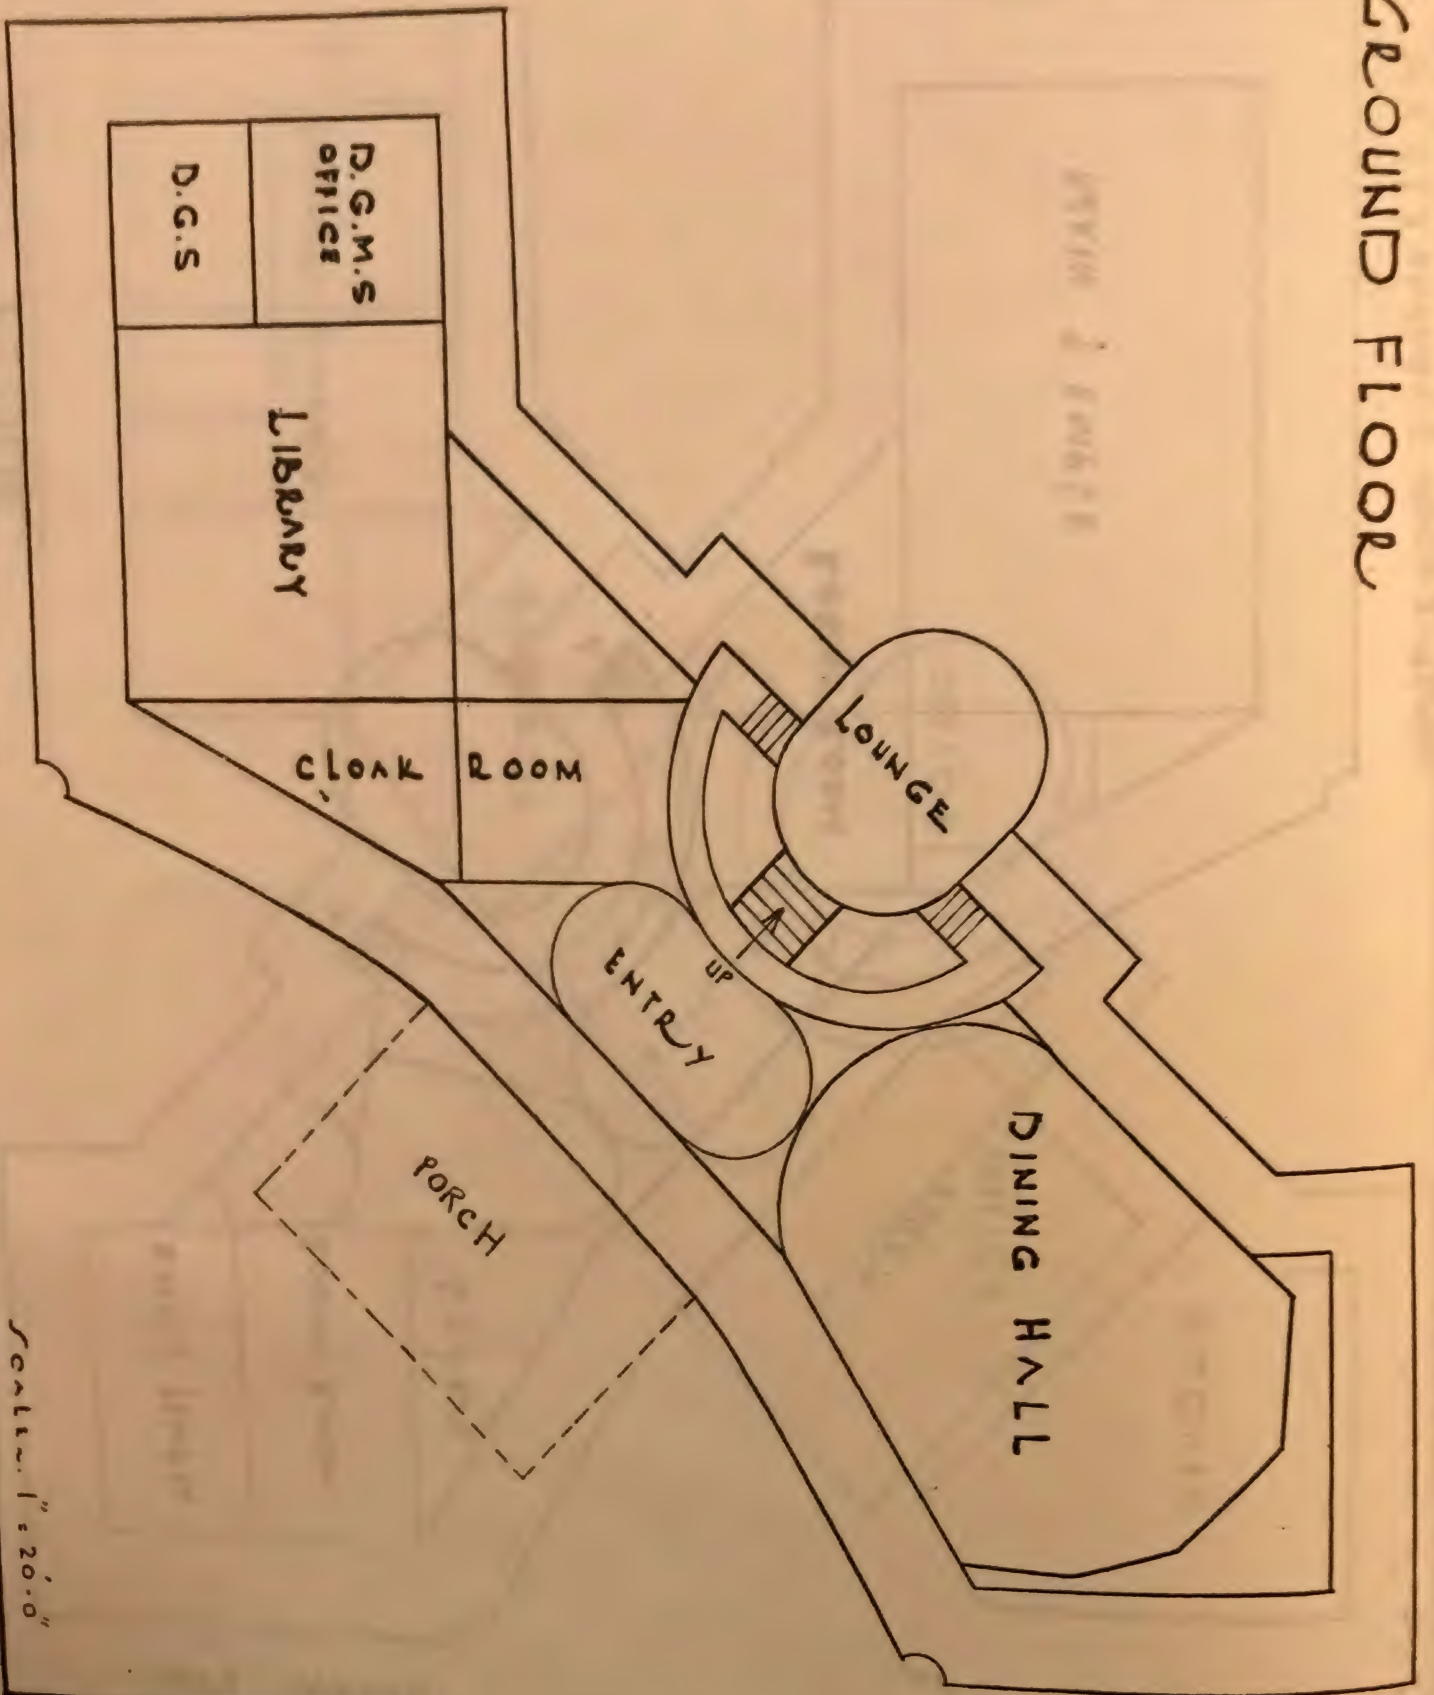 GROUND FLOOR
D.G.M.S
OFFICE
D.G.S
LIBRARY
CLOAK ROOM
LOUNGE
UP
ENTRY
DINING HALL
PORCH
SCALE. 1" = 20'.0"